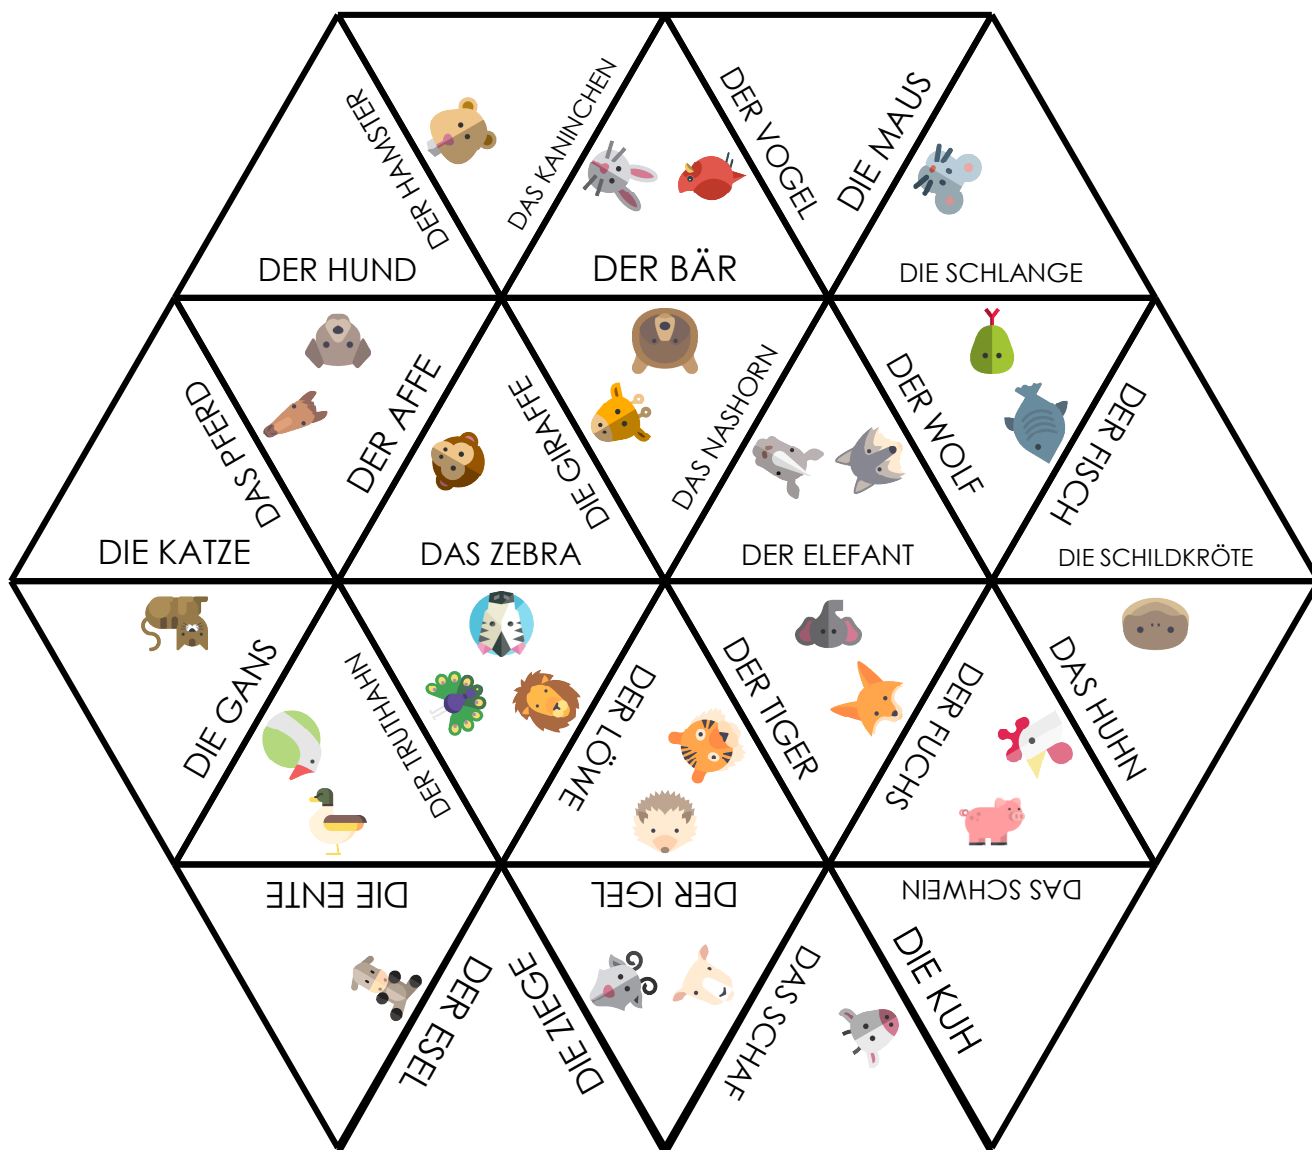 DER HAMSTER
DAS KANINCHEN
DER VOGEL
DIE MAUS
DER HUND
DER BÄR
DIE SCHLANGE
DAS PFERD
DER AFFE
DIE GIRAFFE
DAS NASHORN
DER WOLF
DER FISCH
DIE KATZE
DAS ZEBRA
DER ELEFANT
DIE SCHILDKRÖTE
DIE GANS
DER TRUTHAHN
DER LÖWE
DER TIGER
DER FUCHS
DAS HUHN
DIE ENTE
DER IGEL
DAS SCHWEIN
DER ESEL
DIE ZIEGE
DAS SCHAF
DIE KUH